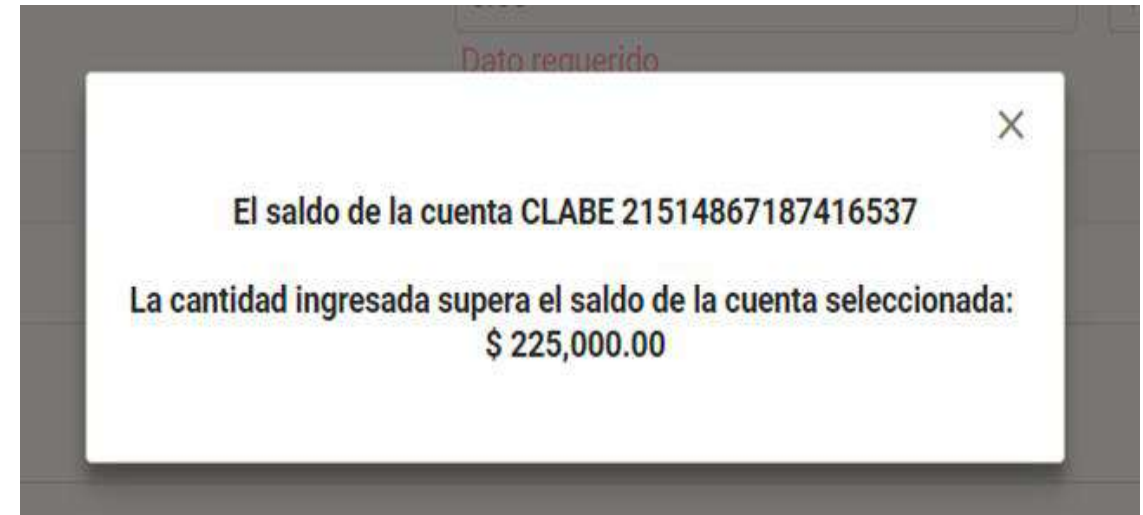 Dato requerido
El saldo de la cuenta CLABE 21514867187416537
La cantidad ingresada supera el saldo de la cuenta seleccionada:
$ 225,000.00